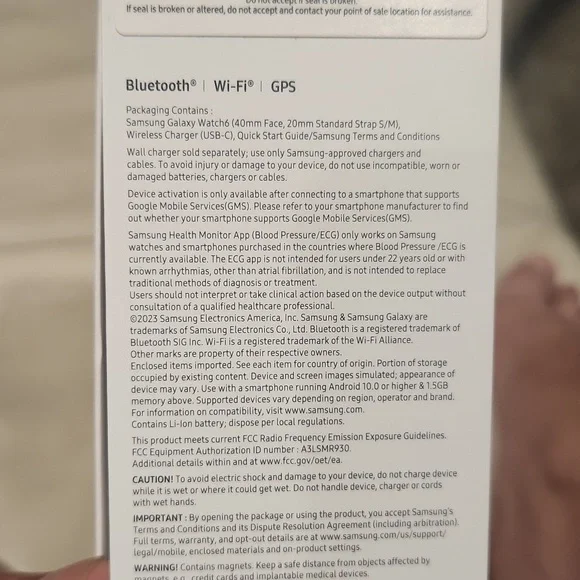 Do not accept if seal is broken.
If seal is broken or altered, do not accept and contact your point of sale location for assistance.
Bluetooth® | Wi-Fi® | GPS
Packaging Contains :
Samsung Galaxy Watch6 (40mm Face, 20mm Standard Strap S/M),
Wireless Charger (USB-C), Quick Start Guide/Samsung Terms and Conditions
Wall charger sold separately; use only Samsung-approved chargers and
cables. To avoid injury or damage to your device, do not use incompatible, worn or
damaged batteries, chargers or cables.
Device activation is only available after connecting to a smartphone that supports
Google Mobile Services(GMS). Please refer to your smartphone manufacturer to find
out whether your smartphone supports Google Mobile Services(GMS).
Samsung Health Monitor App (Blood Pressure/ECG) only works on Samsung
watches and smartphones purchased in the countries where Blood Pressure /ECG is
currently available. The ECG app is not intended for users under 22 years old or with
known arrhythmias, other than atrial fibrillation, and is not intended to replace
traditional methods of diagnosis or treatment.
Users should not interpret or take clinical action based on the device output without
consultation of a qualified healthcare professional.
©2023 Samsung Electronics America, Inc. Samsung & Samsung Galaxy are
trademarks of Samsung Electronics Co., Ltd. Bluetooth is a registered trademark of
Bluetooth SIG Inc. Wi-Fi is a registered trademark of the Wi-Fi Alliance.
Other marks are property of their respective owners.
Enclosed items imported. See each item for country of origin. Portion of storage
occupied by existing content. Device and screen images simulated; appearance of
device may vary. Use with a smartphone running Android 10.0 or higher & 1.5GB
memory above. Supported devices vary depending on region, operator and brand.
For information on compatibility, visit www.samsung.com.
Contains Li-Ion battery; dispose per local regulations.
This product meets current FCC Radio Frequency Emission Exposure Guidelines.
FCC Equipment Authorization ID number : A3LSMR930.
Additional details within and at www.fcc.gov/oet/ea.
CAUTION! To avoid electric shock and damage to your device, do not charge device
while it is wet or where it could get wet. Do not handle device, charger or cords
with wet hands.
IMPORTANT : By opening the package or using the product, you accept Samsung's
Terms and Conditions and its Dispute Resolution Agreement (including arbitration).
Full terms, warranty, and opt-out details are at www.samsung.com/us/support/
legal/mobile, enclosed materials and on-product settings.
WARNING! Contains magnets. Keep a safe distance from objects affected by
magnets, e.g., credit cards and implantable medical devices.